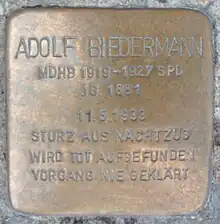 ADOLF BIEDERMANN
MDHB 1919-1927 SPD
JG. 1881
11.5.1933
STURZ AUS NACHTZUG
WIRD TOT AUFGEFUNDEN
VORGANG NIE GEKLÄRT